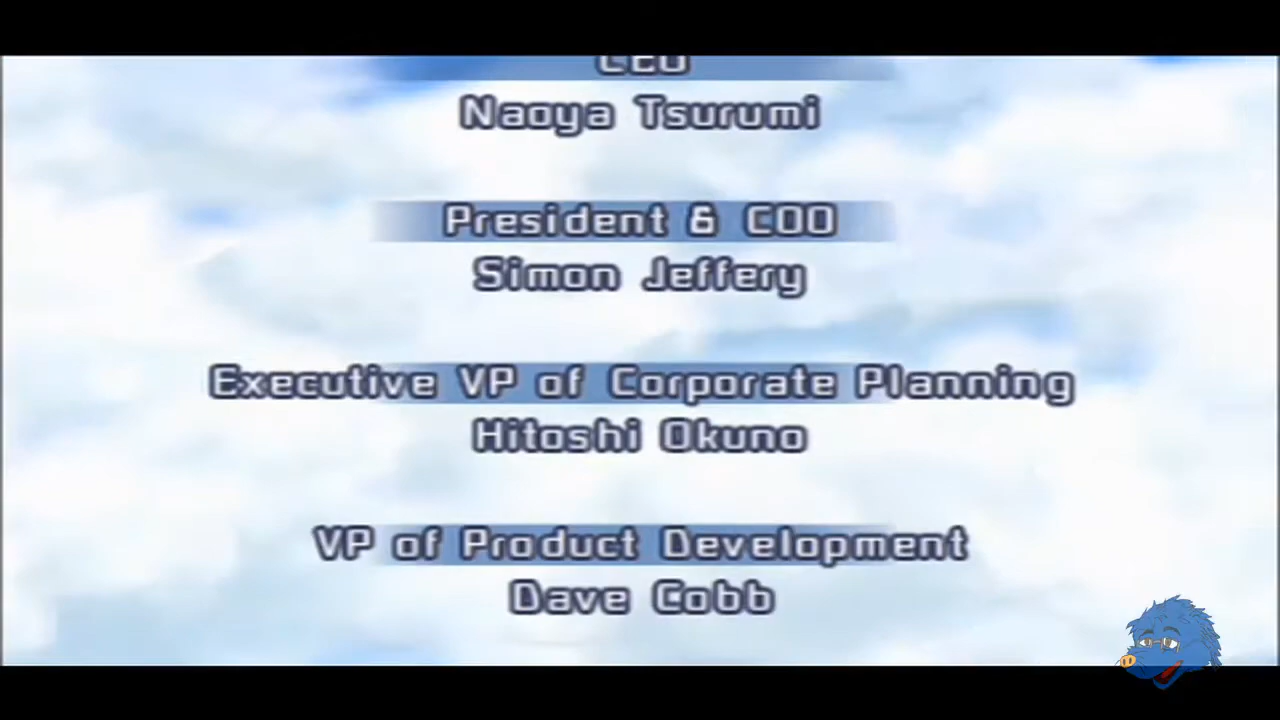 CEO
Naoya Tsurumi
President & COO
Simon Jeffery
Executive VP of Corporate Planning
Hitoshi Okuno
VP of Product Development
Dave Cobb